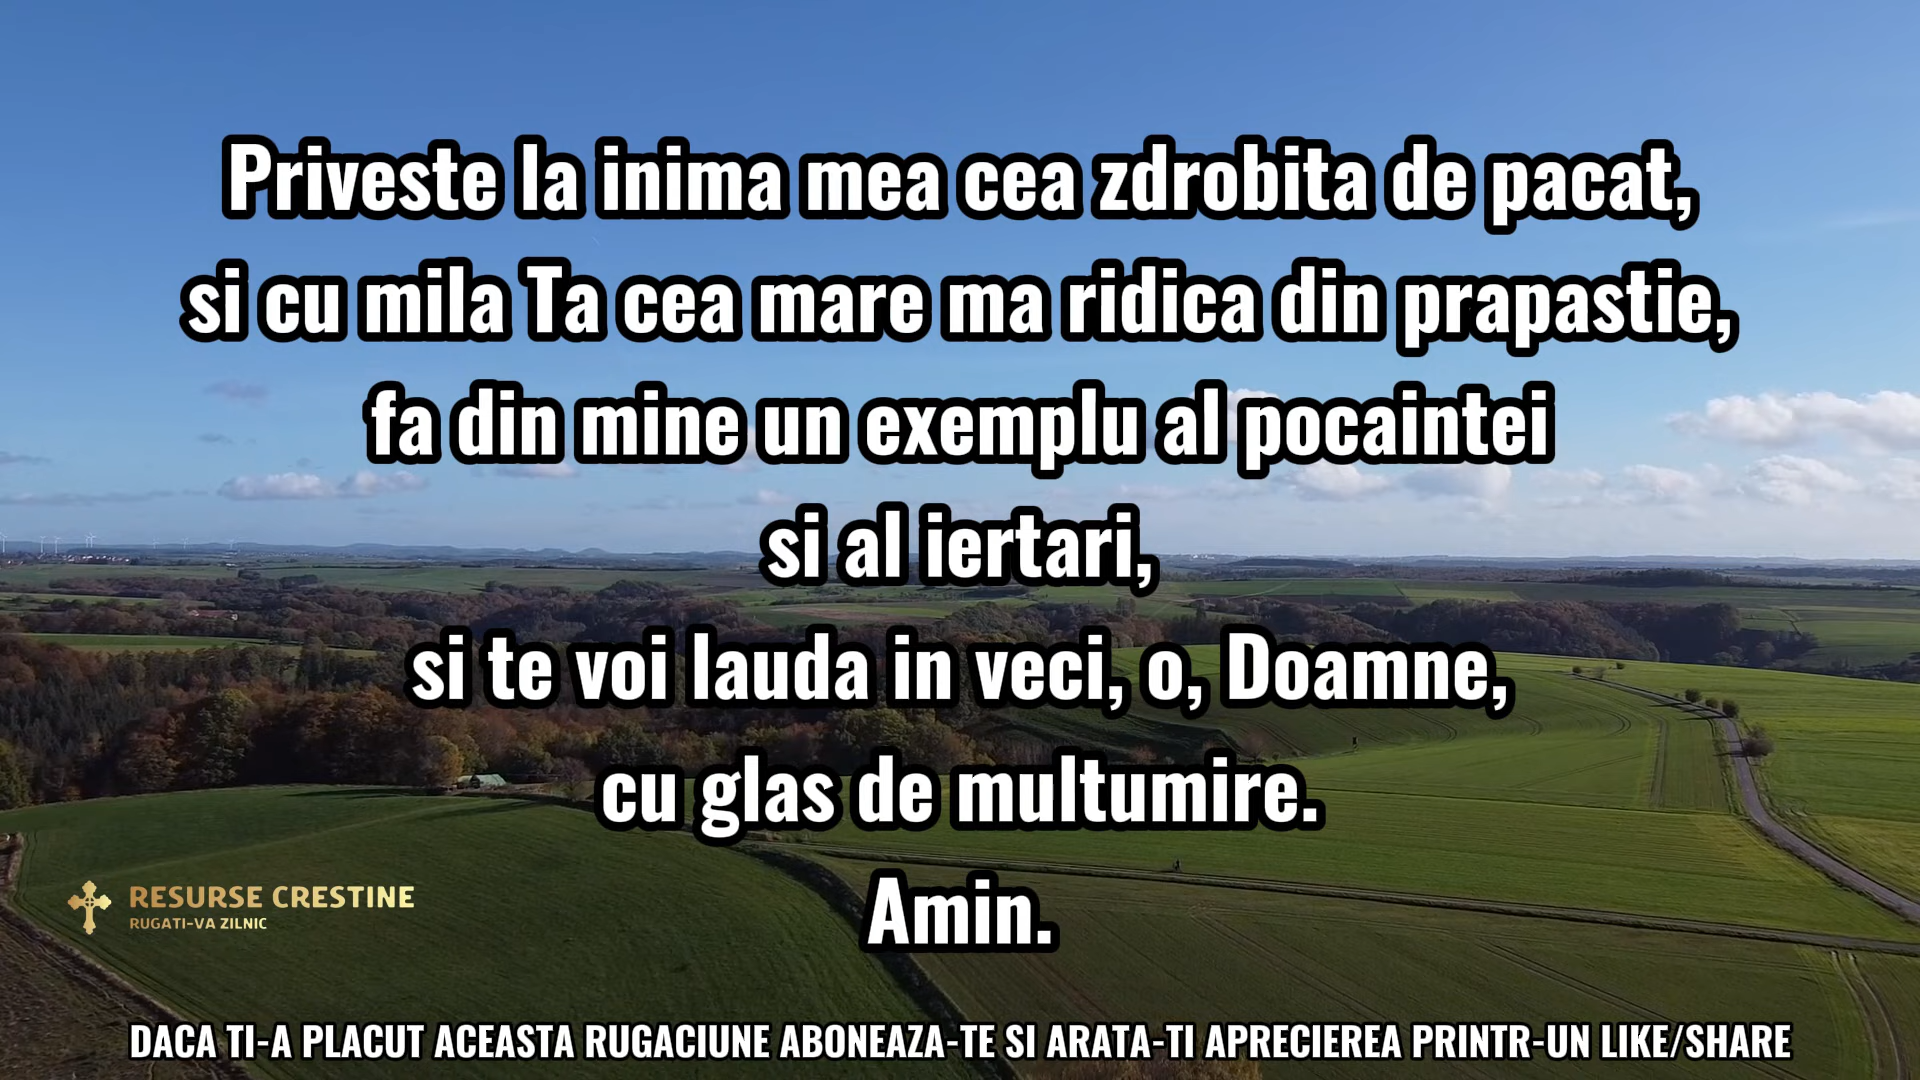 Priveste la inima mea cea zdrobita de pacat,
si cu mila Ta cea mare ma ridica din prapastie,
fa din mine un exemplu al pocaintei
si al iertari,
si te voi lauda in veci, o, Doamne,
cu glas de multumire.
Amin.
RESURSE CRESTINE
RUGATI-VA ZILNIC
DACA TI-A PLACUT ACEASTA RUGACIUNE ABONEAZA-TE SI ARATA-TI APRECIEREA PRINTR-UN LIKE/SHARE